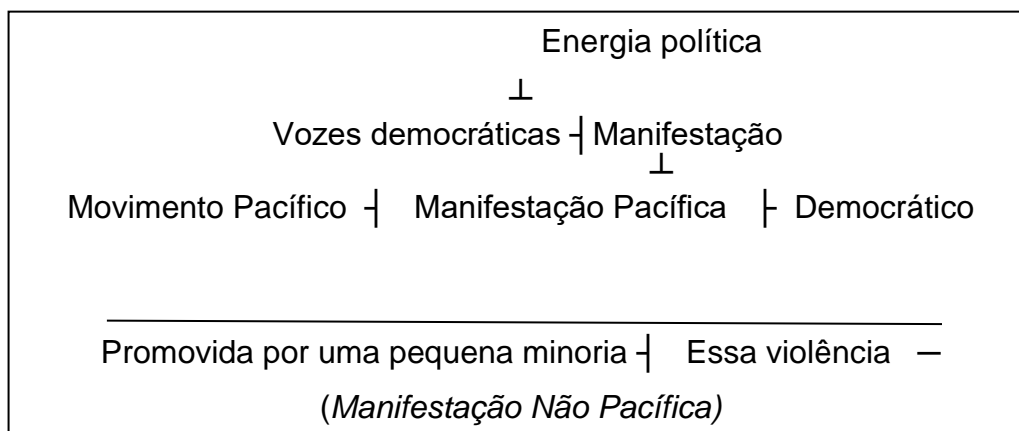 Energia política
┴
Vozes democráticas ┤Manifestação
┴
Movimento Pacífico ┤ Manifestação Pacífica ├ Democrático
Promovida por uma pequena minoria ┤ Essa violência ─
(Manifestação Não Pacífica)